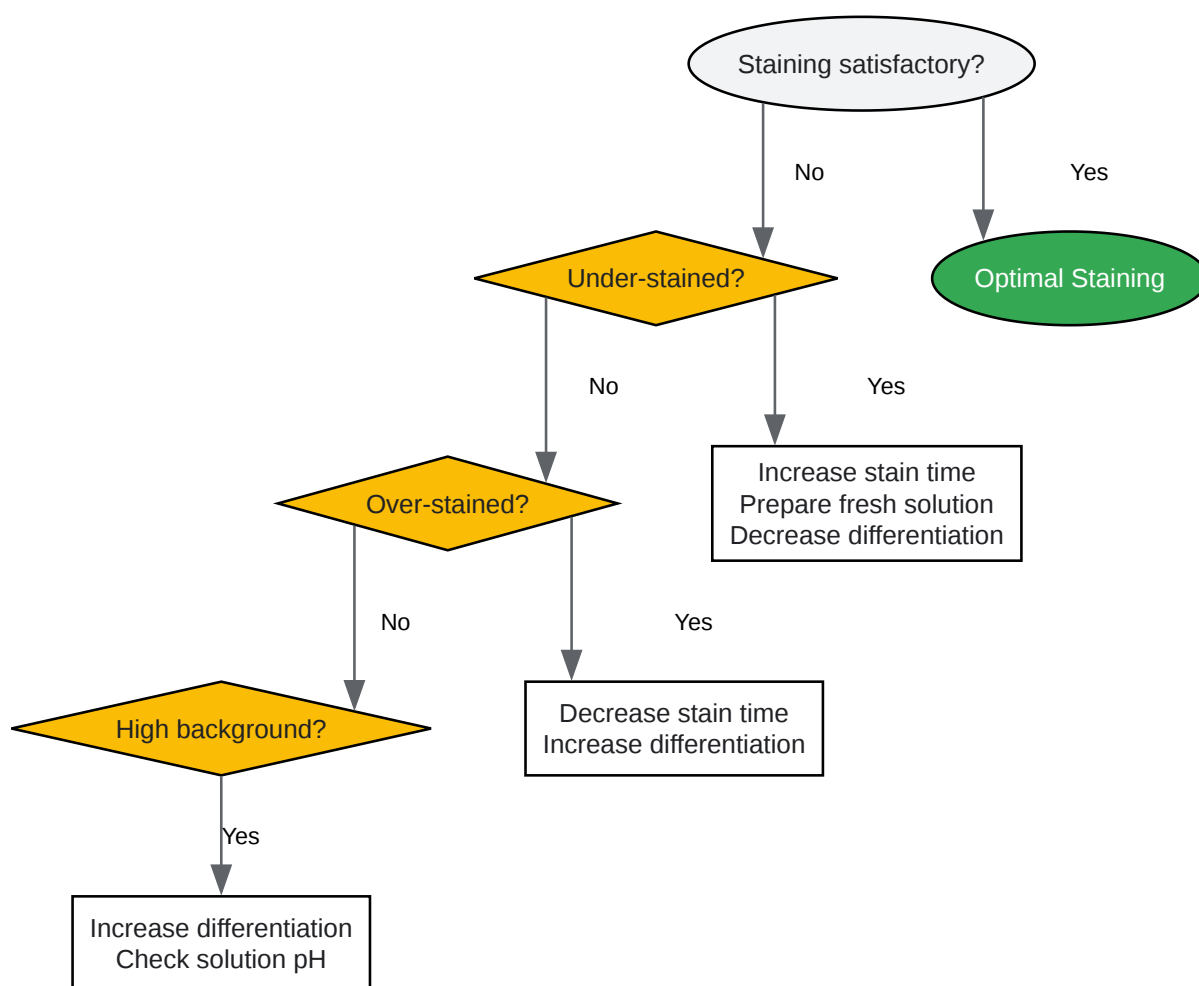 Staining satisfactory?
No
Yes
Under-stained?
Optimal Staining
No
Yes
Increase stain time
Prepare fresh solution
Decrease differentiation
Over-stained?
No
Yes
Decrease stain time
Increase differentiation
High background?
Yes
Increase differentiation
Check solution pH